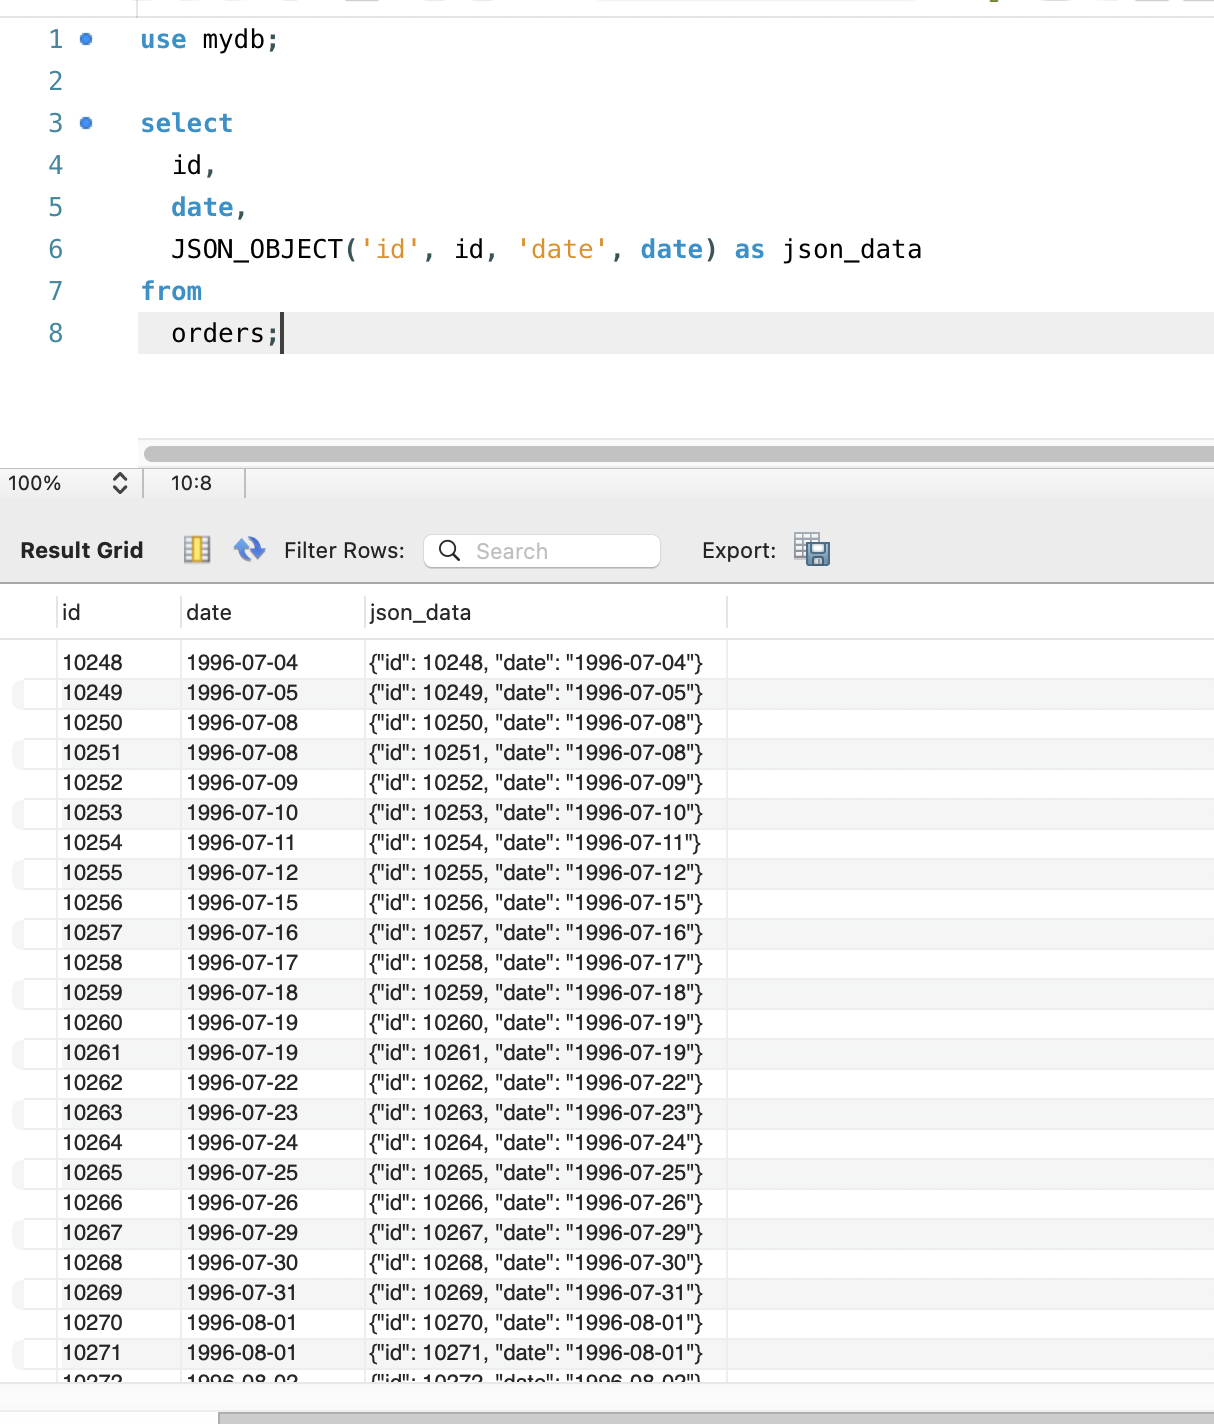 1 use mydb;
2
3 select
4 id,
5 date,
6 JSON_OBJECT('id', id, 'date', date) as json_data
7 from
8 orders;
100% 10:8
Result Grid Filter Rows: Search Export:
id date json_data
10248 1996-07-04 {"id": 10248, "date": "1996-07-04"}
10249 1996-07-05 {"id": 10249, "date": "1996-07-05"}
10250 1996-07-08 {"id": 10250, "date": "1996-07-08"}
10251 1996-07-08 {"id": 10251, "date": "1996-07-08"}
10252 1996-07-09 {"id": 10252, "date": "1996-07-09"}
10253 1996-07-10 {"id": 10253, "date": "1996-07-10"}
10254 1996-07-11 {"id": 10254, "date": "1996-07-11"}
10255 1996-07-12 {"id": 10255, "date": "1996-07-12"}
10256 1996-07-15 {"id": 10256, "date": "1996-07-15"}
10257 1996-07-16 {"id": 10257, "date": "1996-07-16"}
10258 1996-07-17 {"id": 10258, "date": "1996-07-17"}
10259 1996-07-18 {"id": 10259, "date": "1996-07-18"}
10260 1996-07-19 {"id": 10260, "date": "1996-07-19"}
10261 1996-07-19 {"id": 10261, "date": "1996-07-19"}
10262 1996-07-22 {"id": 10262, "date": "1996-07-22"}
10263 1996-07-23 {"id": 10263, "date": "1996-07-23"}
10264 1996-07-24 {"id": 10264, "date": "1996-07-24"}
10265 1996-07-25 {"id": 10265, "date": "1996-07-25"}
10266 1996-07-26 {"id": 10266, "date": "1996-07-26"}
10267 1996-07-29 {"id": 10267, "date": "1996-07-29"}
10268 1996-07-30 {"id": 10268, "date": "1996-07-30"}
10269 1996-07-31 {"id": 10269, "date": "1996-07-31"}
10270 1996-08-01 {"id": 10270, "date": "1996-08-01"}
10271 1996-08-01 {"id": 10271, "date": "1996-08-01"}
10272 1996-08-02 {"id": 10272, "date": "1996-08-02"}